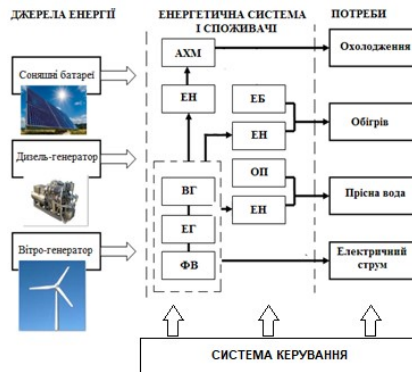 ДЖЕРЕЛА ЕНЕРГІЇ
ЕНЕРГЕТИЧНА СИСТЕМА
І СПОЖИВАЧІ
ПОТРЕБИ
Соняшні батареї
Дизель-генератор
Вітро-генератор
АХМ
ЕН
ЕБ
ЕН
ОП
ЕН
ВГ
ЕГ
ФВ
Охолодження
Обігрів
Прісна вода
Електричний
струм
СИСТЕМА КЕРУВАННЯ